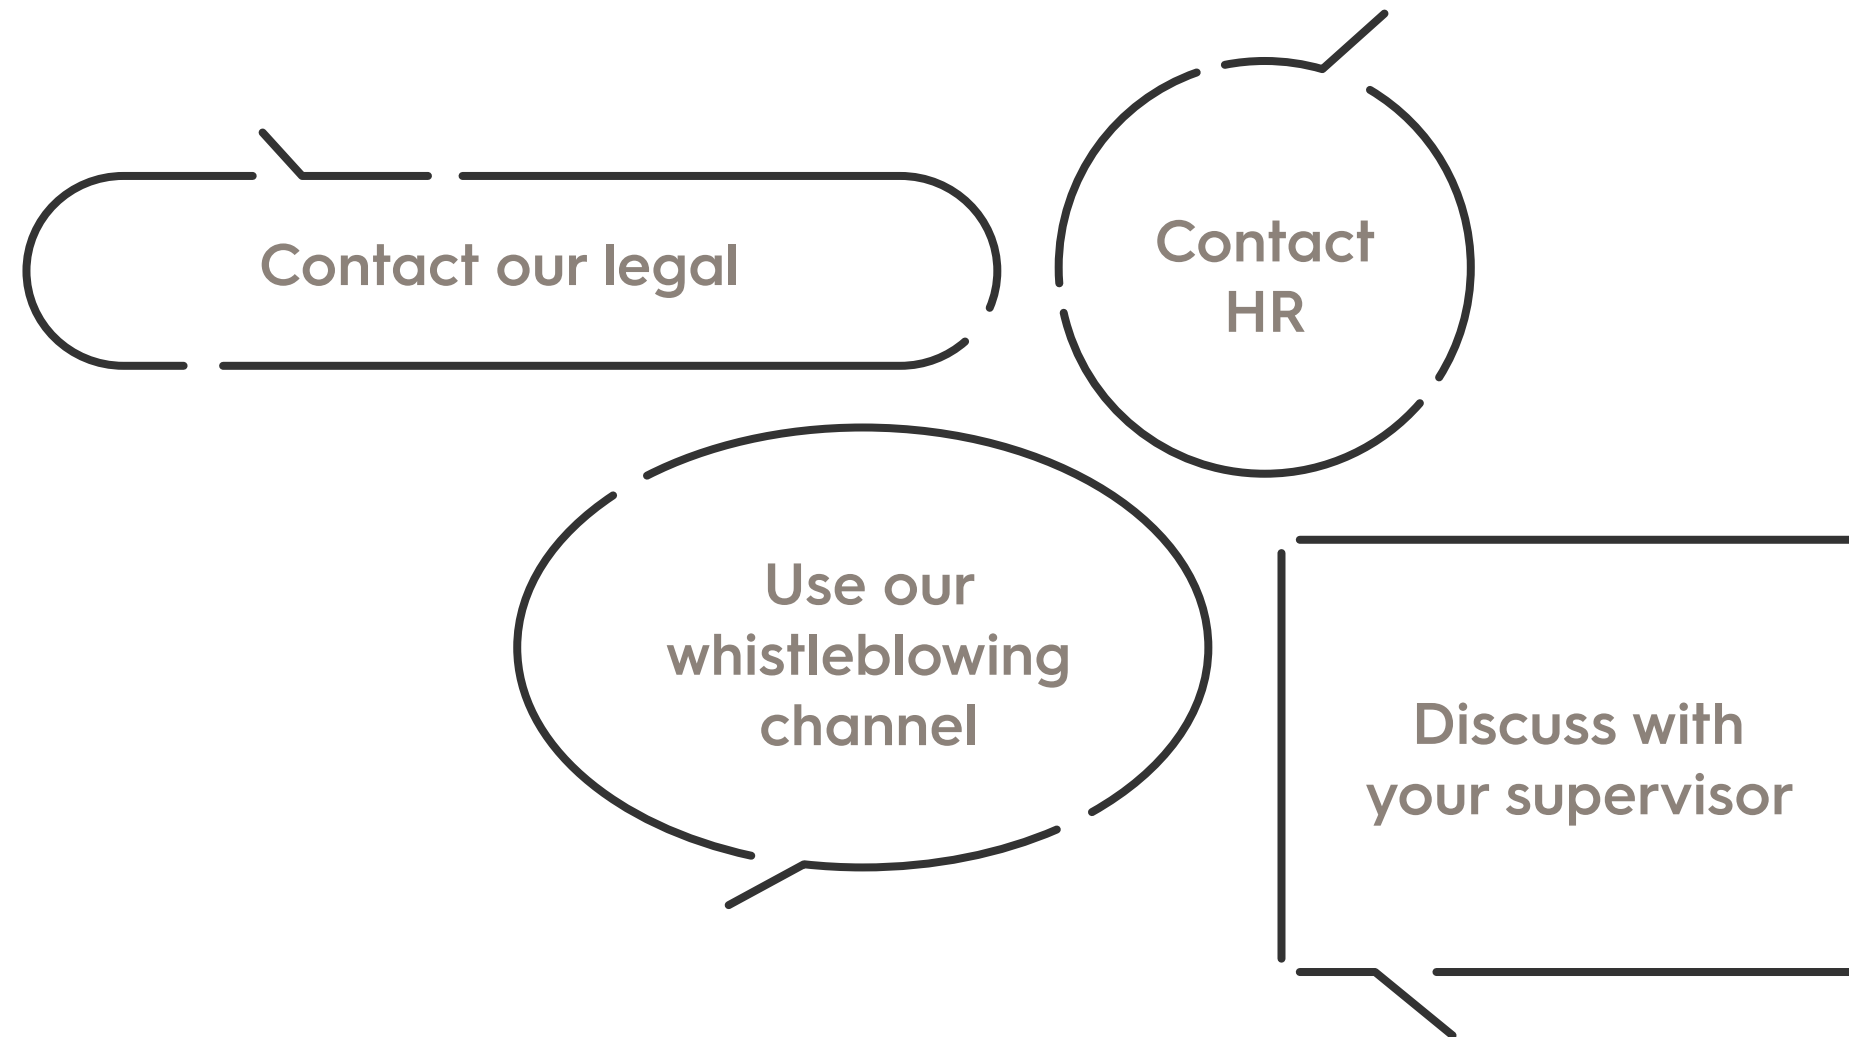 Contact our legal
Contact
HR
Use our
whistleblowing
channel
Discuss with
your supervisor